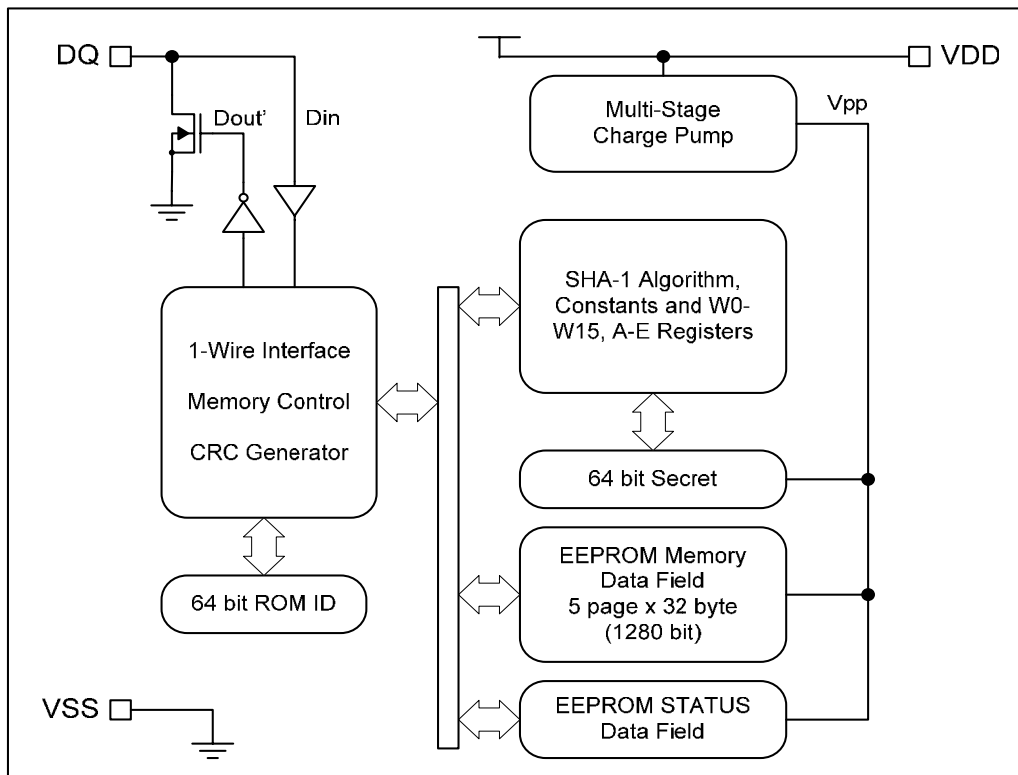 DQ
VDD
Dout'
Din
Multi-Stage
Charge Pump
Vpp
SHA-1 Algorithm,
Constants and W0-
W15, A-E Registers
1-Wire Interface
Memory Control
CRC Generator
64 bit Secret
EEPROM Memory
Data Field
5 page x 32 byte
(1280 bit)
64 bit ROM ID
EEPROM STATUS
Data Field
VSS